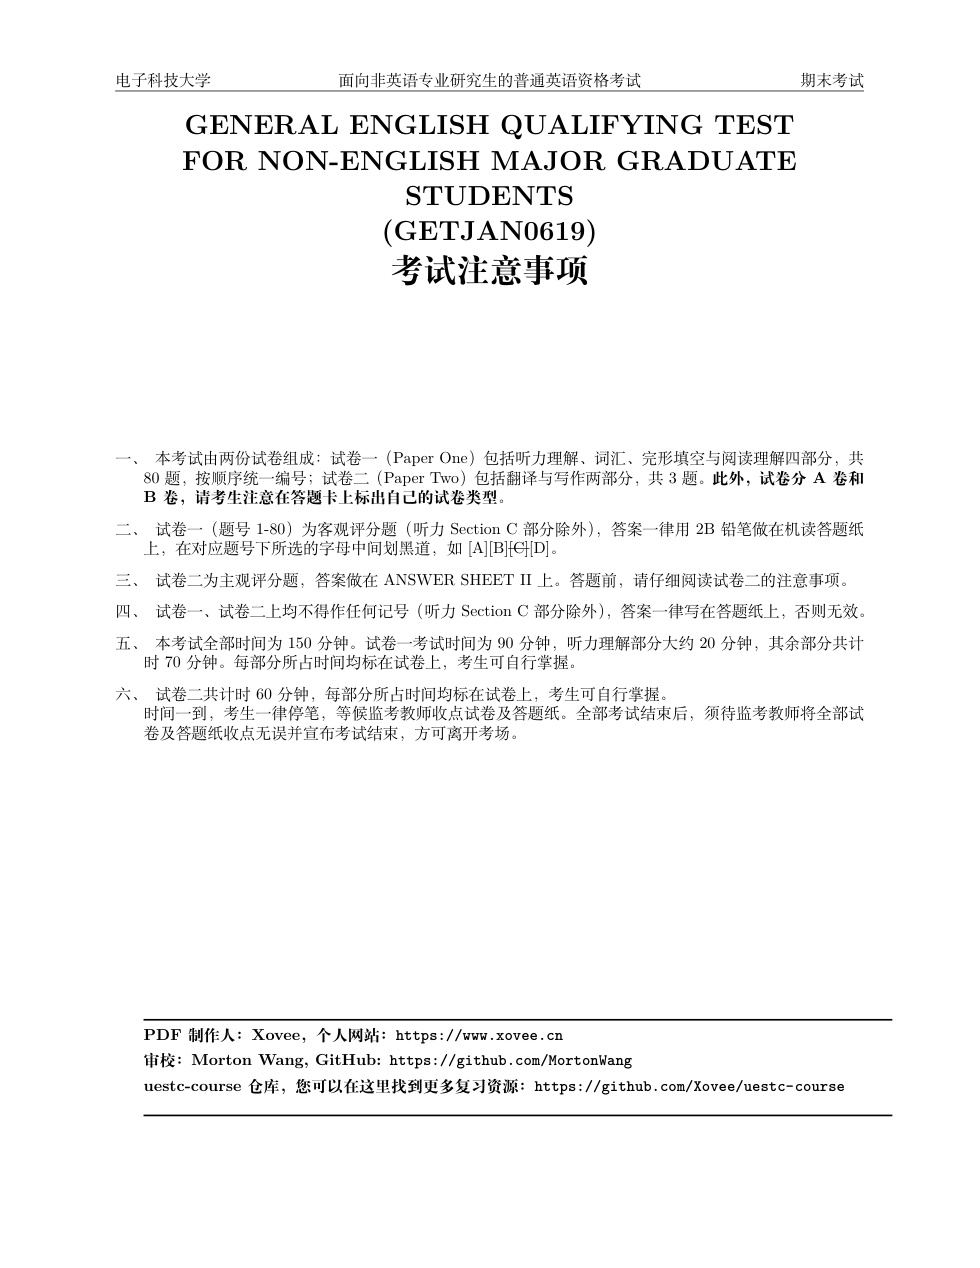 电子科技大学 面向非英语专业研究生的普通英语资格考试 期末考试
GENERAL ENGLISH QUALIFYING TEST
FOR NON-ENGLISH MAJOR GRADUATE
STUDENTS
(GETJAN0619)
考试注意事项
一、 本考试由两份试卷组成：试卷一（Paper One）包括听力理解、词汇、完形填空与阅读理解四部分，共
80 题，按顺序统一编号；试卷二（Paper Two）包括翻译与写作两部分，共 3 题。此外，试卷分 A 卷和
B 卷，请考生注意在答题卡上标出自己的试卷类型。
二、 试卷一（题号 1-80）为客观评分题（听力 Section C 部分除外），答案一律用 2B 铅笔做在机读答题纸
上，在对应题号下所选的字母中间划黑道，如 [A][B][C][D]。
三、 试卷二为主观评分题，答案做在 ANSWER SHEET II 上。答题前，请仔细阅读试卷二的注意事项。
四、 试卷一、试卷二上均不得作任何记号（听力 Section C 部分除外），答案一律写在答题纸上，否则无效。
五、 本考试全部时间为 150 分钟。试卷一考试时间为 90 分钟，听力理解部分大约 20 分钟，其余部分共计
时 70 分钟。每部分所占时间均标在试卷上，考生可自行掌握。
六、 试卷二共计时 60 分钟，每部分所占时间均标在试卷上，考生可自行掌握。
时间一到，考生一律停笔，等候监考教师收点试卷及答题纸。全部考试结束后，须待监考教师将全部试
卷及答题纸收点无误并宣布考试结束，方可离开考场。
PDF 制作人：Xovee，个人网站：https://www.xovee.cn
审校：Morton Wang, GitHub: https://github.com/MortonWang
uestc-course 仓库，您可以在这里找到更多复习资源：https://github.com/Xovee/uestc-course